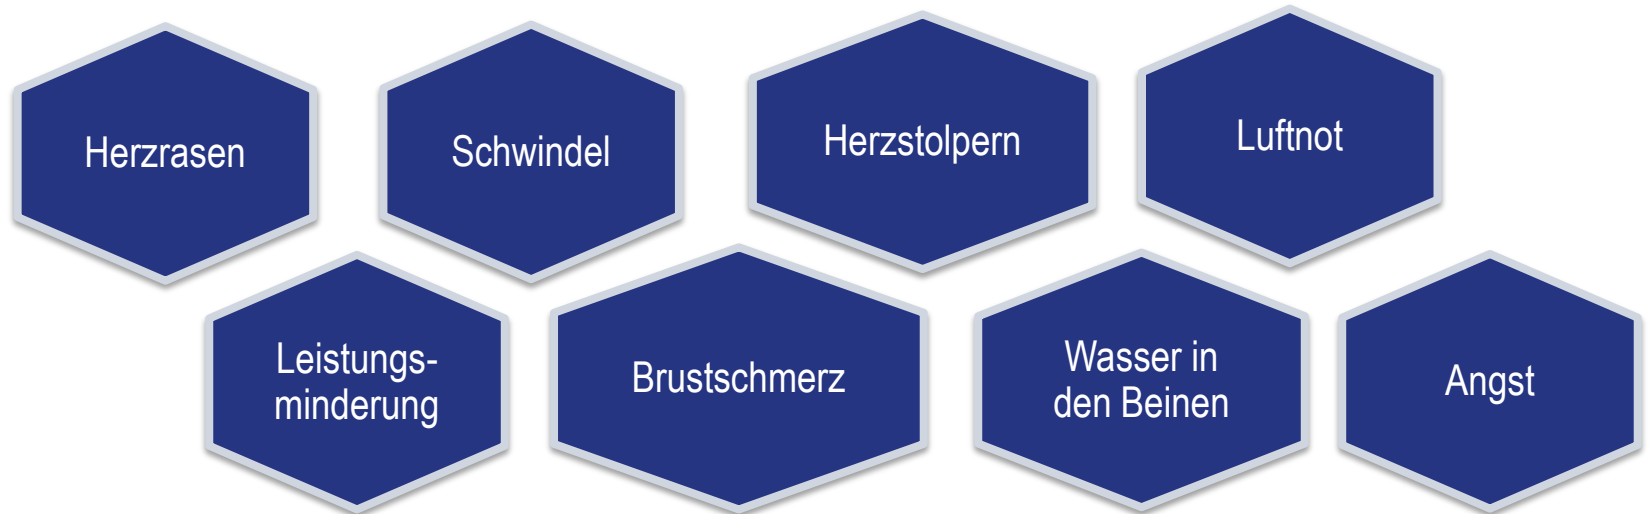 Herzrasen
Schwindel
Herzstolpern
Luftnot
Leistungs-
minderung
Brustschmerz
Wasser in
den Beinen
Angst